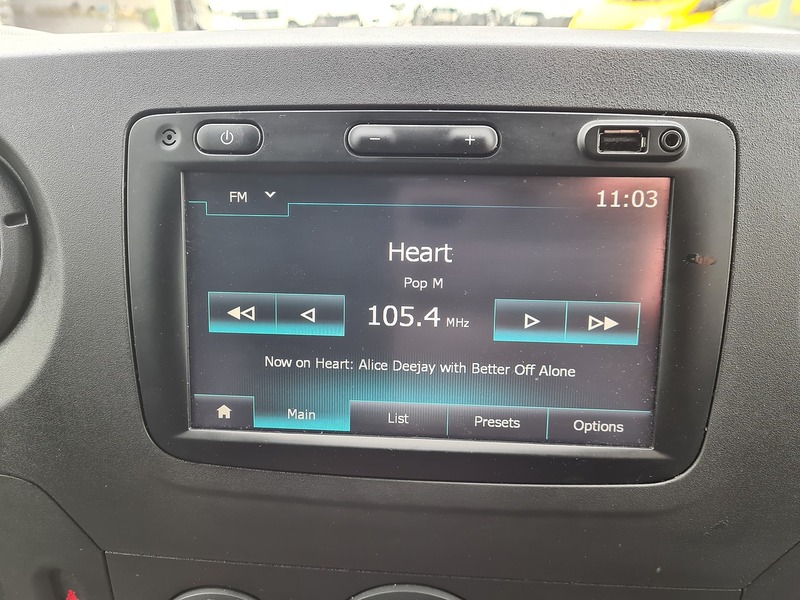 FM
11:03
Heart
Pop M
105.4 MHz
Now on Heart: Alice Deejay with Better Off Alone
Main
List
Presets
Options